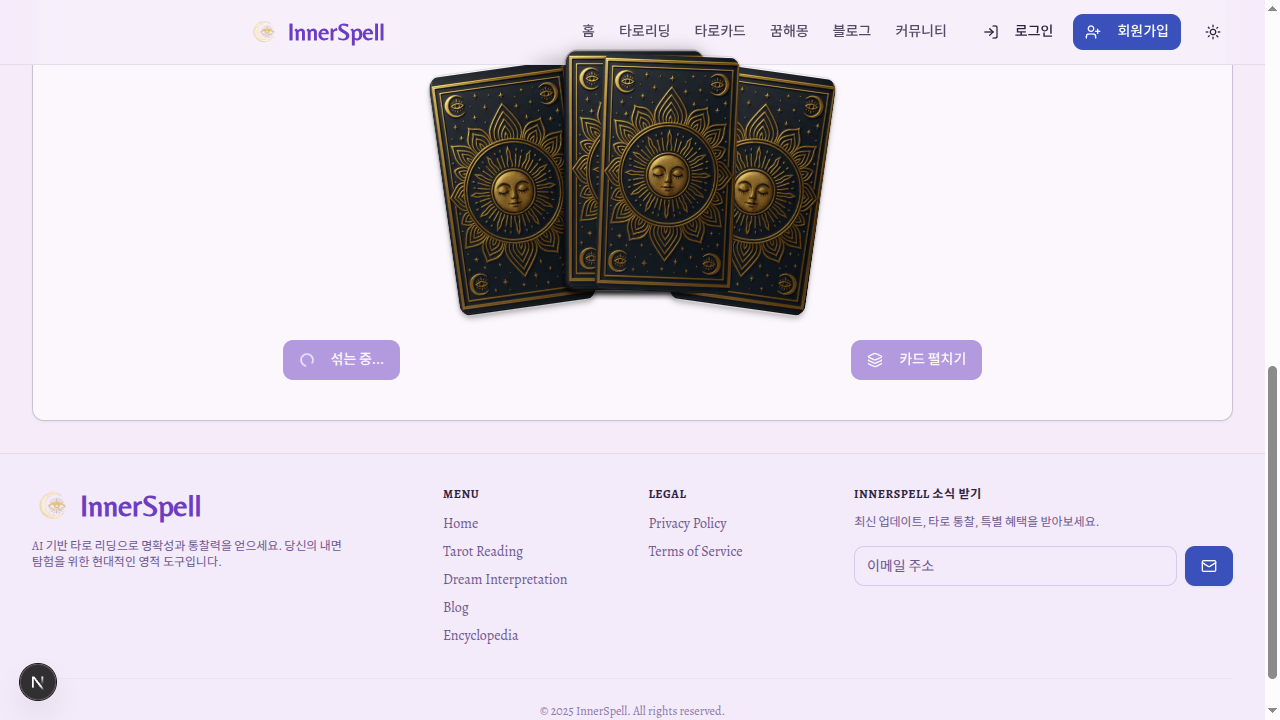 InnerSpell
홈 타로리딩 타로카드 꿈해몽 블로그 커뮤니티 로그인 회원가입
섞는 중...
카드 펼치기
InnerSpell
AI 기반 타로 리딩으로 명확성과 통찰력을 얻으세요. 당신의 내면
탐험을 위한 현대적인 영적 도구입니다.
MENU
Home
Tarot Reading
Dream Interpretation
Blog
Encyclopedia
LEGAL
Privacy Policy
Terms of Service
INNERSPELL 소식 받기
최신 업데이트, 타로 통찰, 특별 혜택을 받아보세요.
이메일 주소
N
© 2025 InnerSpell. All rights reserved.